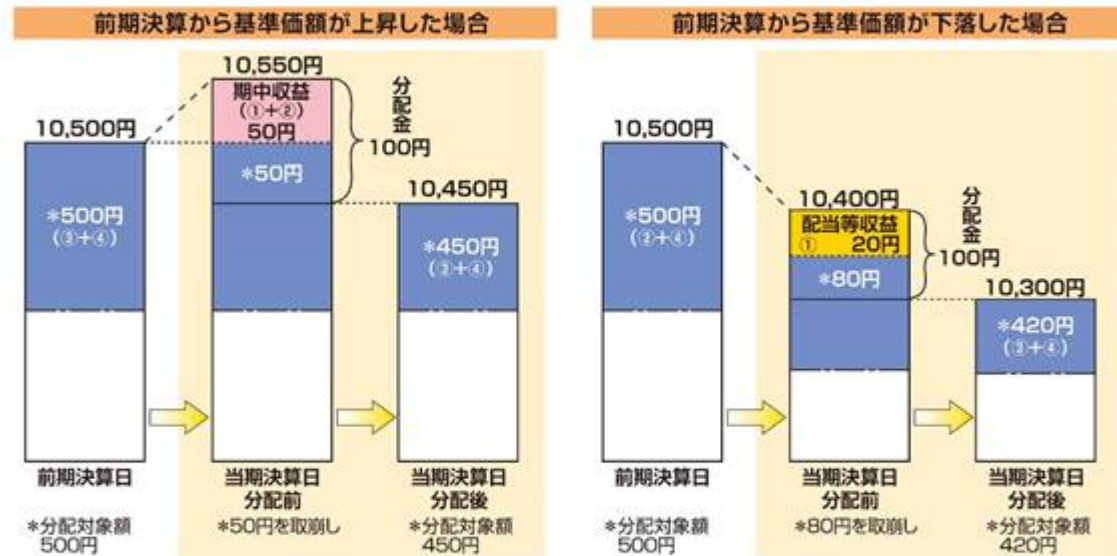 前期決算から基準価額が上昇した場合
10,550円
期中収益
(①+②)
50円
分配金
100円
10,500円
*500円
(③+④)
*50円
10,450円
*450円
(③+④)
前期決算日
当期決算日
分配前
当期決算日
分配後
*分配対象額
500円
*50円を取崩し
*分配対象額
450円
前期決算から基準価額が下落した場合
10,500円
*500円
(③+④)
10,400円
配当等収益
① 20円
*80円
分配金
100円
10,300円
*420円
(③+④)
前期決算日
当期決算日
分配前
当期決算日
分配後
*分配対象額
500円
*80円を取崩し
*分配対象額
420円